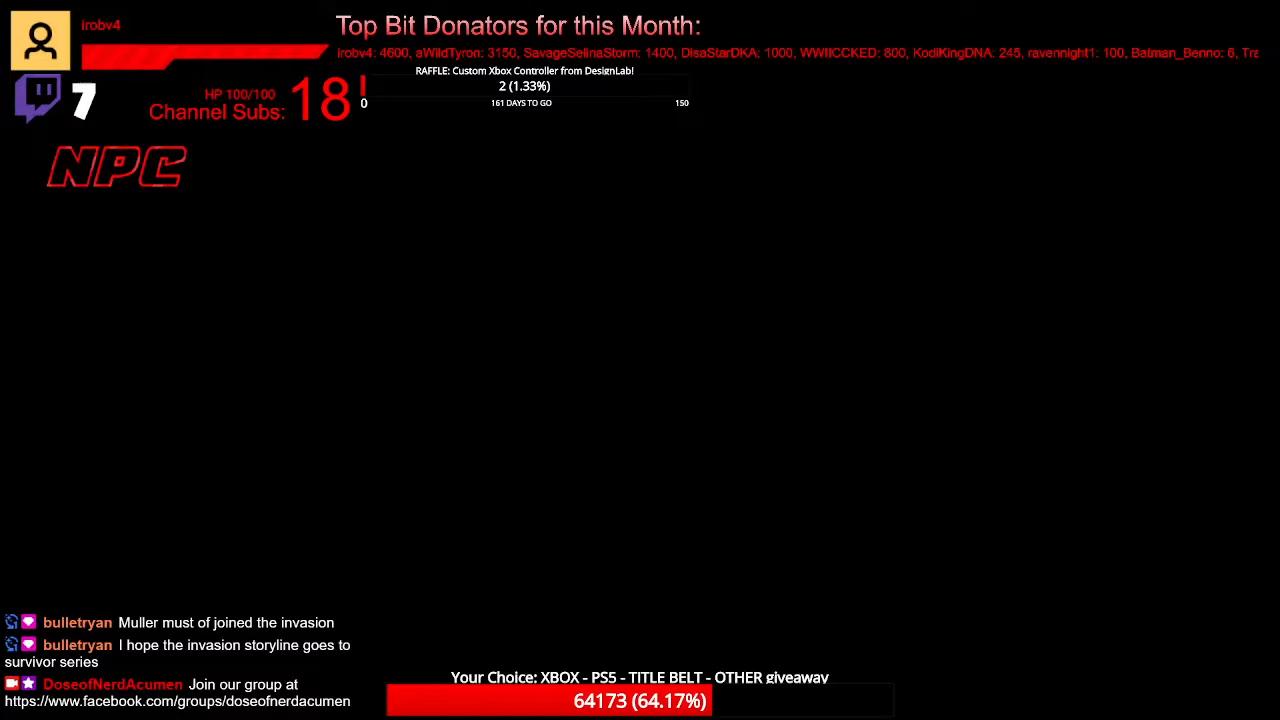 irobv4
Top Bit Donators for this Month:
irobv4: 4600, aWildTyron: 3150, SavageSelinaStorm: 1400, DisaStarDKA: 1000, WWIICCKED: 800, KodiKingDNA: 245, ravennight1: 100, Batman_Benno: 6, Tra
RAFFLE: Custom Xbox Controller from DesignLab!
7
HP 100/100
Channel Subs: 18
2 (1.33%)
0 161 DAYS TO GO 150
NPC
bulletryan Muller must of joined the invasion
bulletryan I hope the invasion storyline goes to
survivor series
DoseofNerdAcumen Join our group at
https://www.facebook.com/groups/doseofnerdacumen
Your Choice: XBOX - PS5 - TITLE BELT - OTHER giveaway
64173 (64.17%)